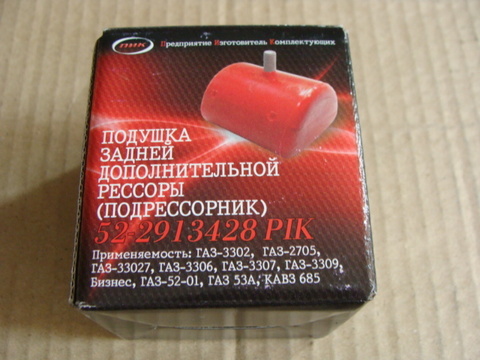 ПИК Предприятие Изготовитель Комплектующих
ПОДУШКА
ЗАДНЕЙ
ДОПОЛНИТЕЛЬНОЙ
РЕССОРЫ
(ПОДРЕССОРНИК)
52-2913428 PIK
Применяемость: ГАЗ-3302, ГАЗ-2705,
ГАЗ-33027, ГАЗ-3306, ГАЗ-3307, ГАЗ-3309,
Бизнес, ГАЗ-52-01, ГАЗ 53А, КАВЗ 685